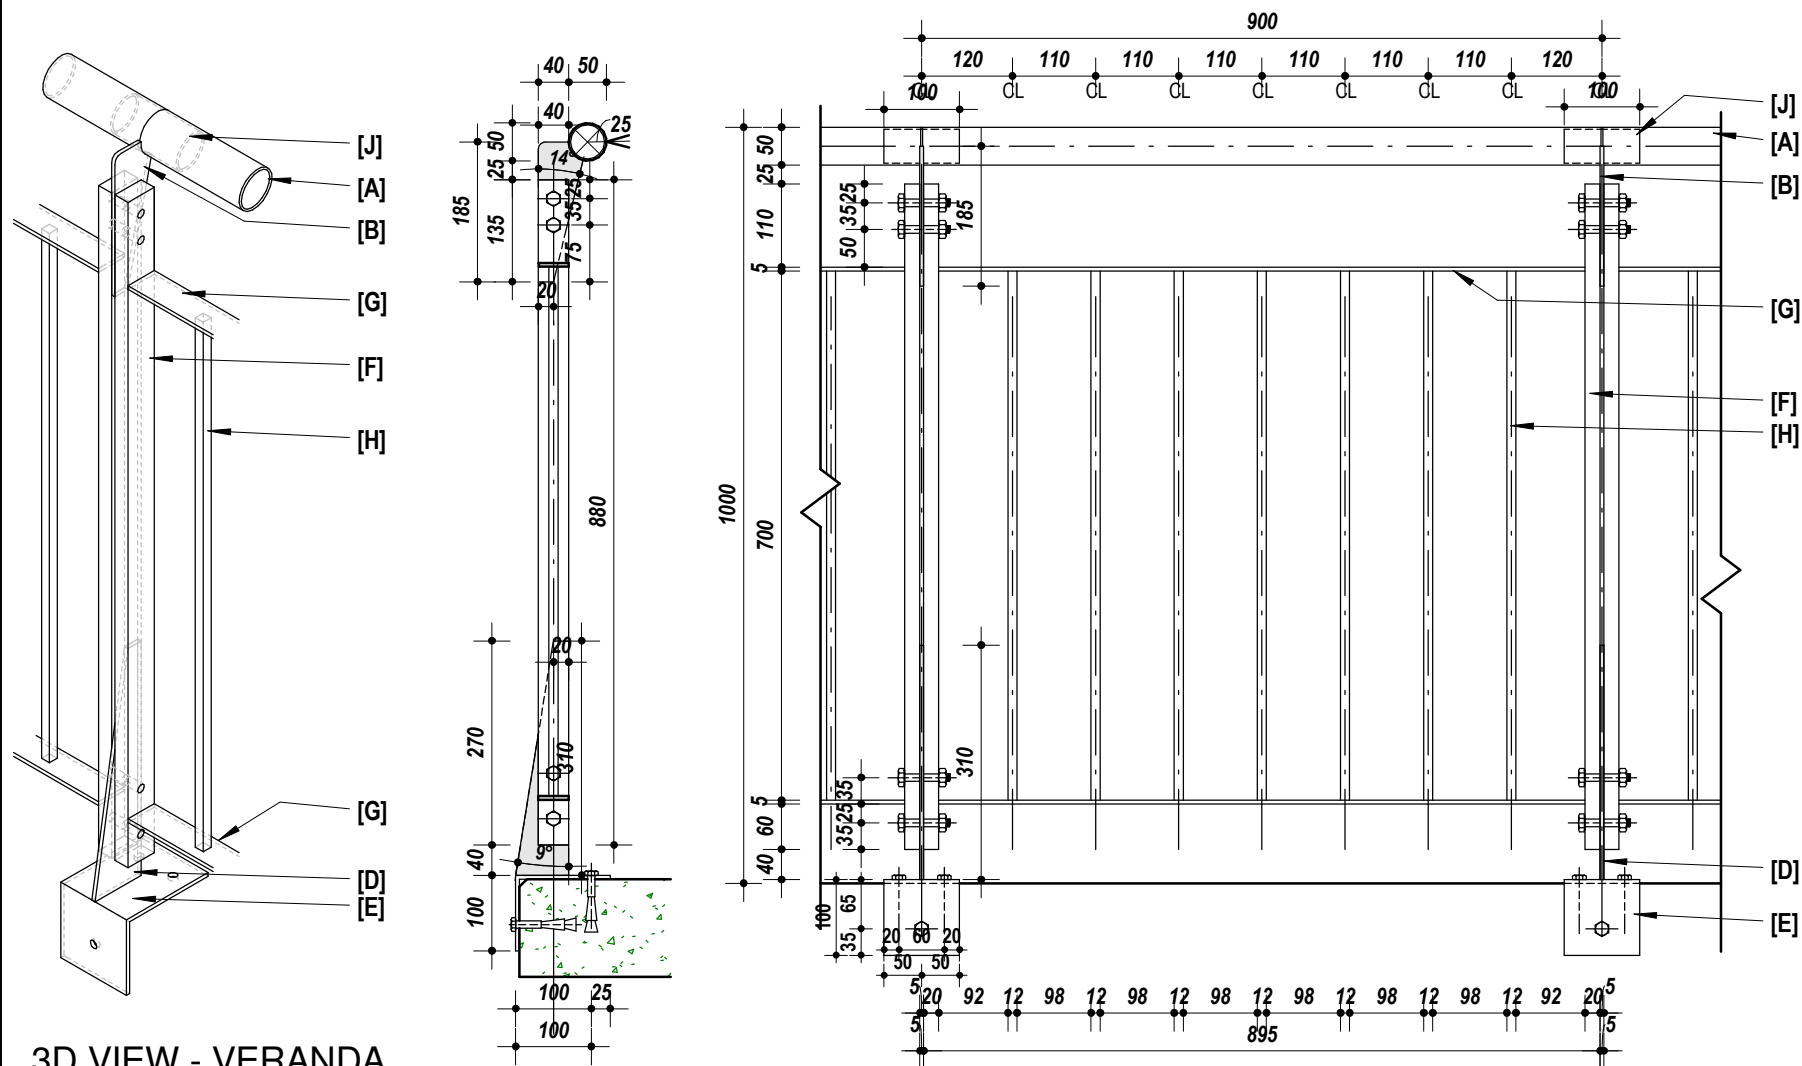 [J]
[A]
[B]
[G]
[F]
[H]
[G]
[D]
[E]
3D VIEW - VERANDA
40 50
40
25
50
25
14°
185
135
25
35
75
20
880
270
20
310
40
9°
100
100 25
100
900
120 110 110 110 110 110 110 120
CL CL CL CL CL CL CL CL CL
100 100
[J]
[A]
[B]
[G]
[F]
[H]
[D]
[E]
1000
50
25
110
5
700
5
60
40
25
35
50
185
310
35
25
35
100
65
35
20 60 20
50 50
5 20 92 12 98 12 98 12 98 12 98 12 98 12 98 12 92 20 5
5 895 5